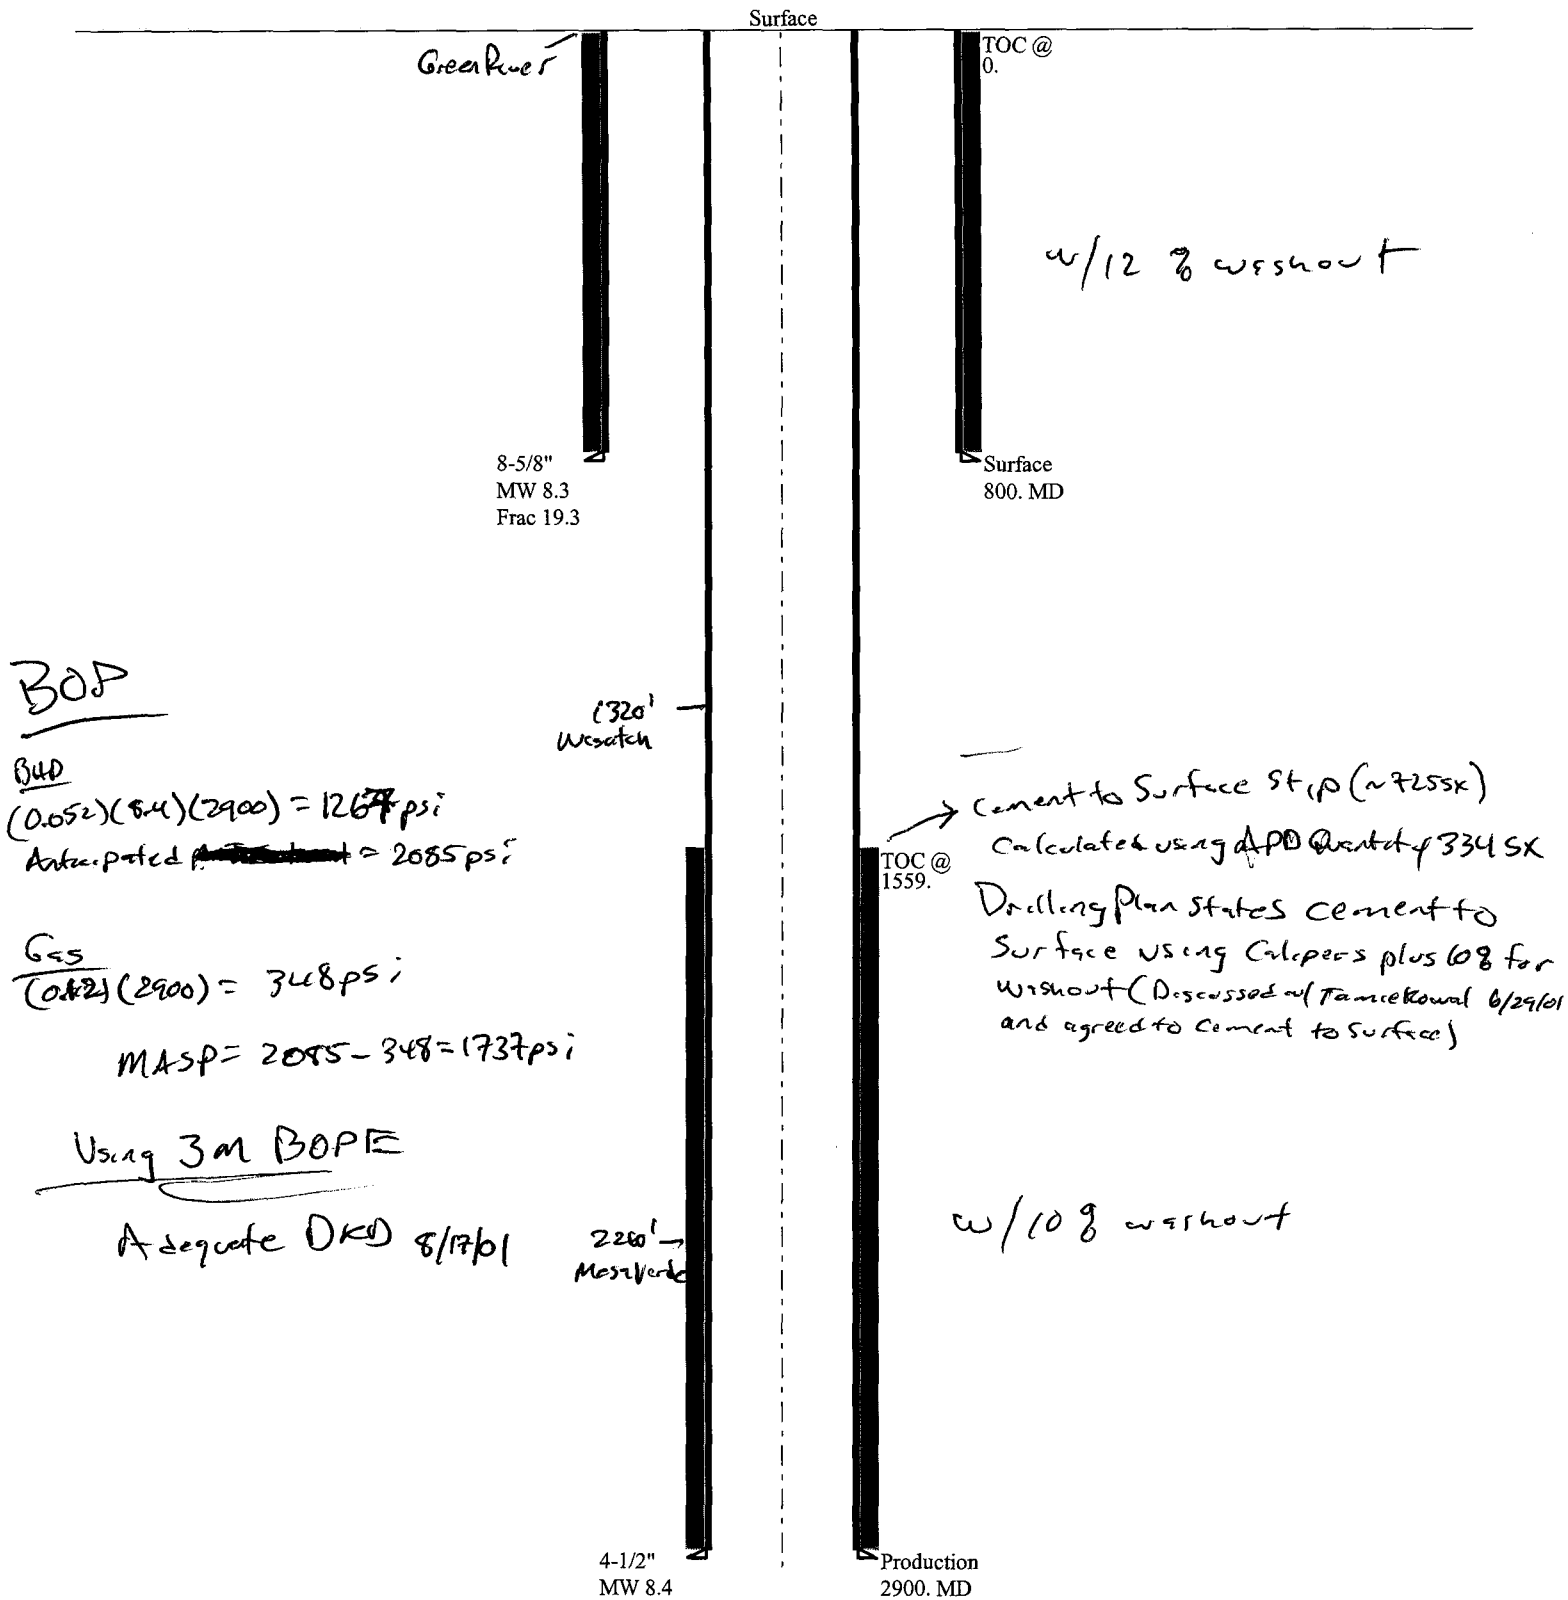 Surface
Green River
TOC @
0.
w/12 % washout
8-5/8"
MW 8.3
Frac 19.3
Surface
800. MD
BOP
1320'
Wasatch
BHP
(0.052)(8.4)(2900) = 1267 psi
Anticipated = 2085 psi
Cement to Surface Stip (~725sx)
Calculated using APD Quantity 334 SX
TOC @
1559.
Drilling Plan states cement to
Surface using Calipers plus 10% for
washout (Discussed w/ 6/29/01
and agreed to Cement to Surface)
Gas
(0.12)(2900) = 348 psi
MASP = 2085 - 348 = 1737 psi
Using 3M BOPE
Adequate DKD 8/17/01
2260'
MesaVerde
w/10% washout
4-1/2"
MW 8.4
Production
2900. MD